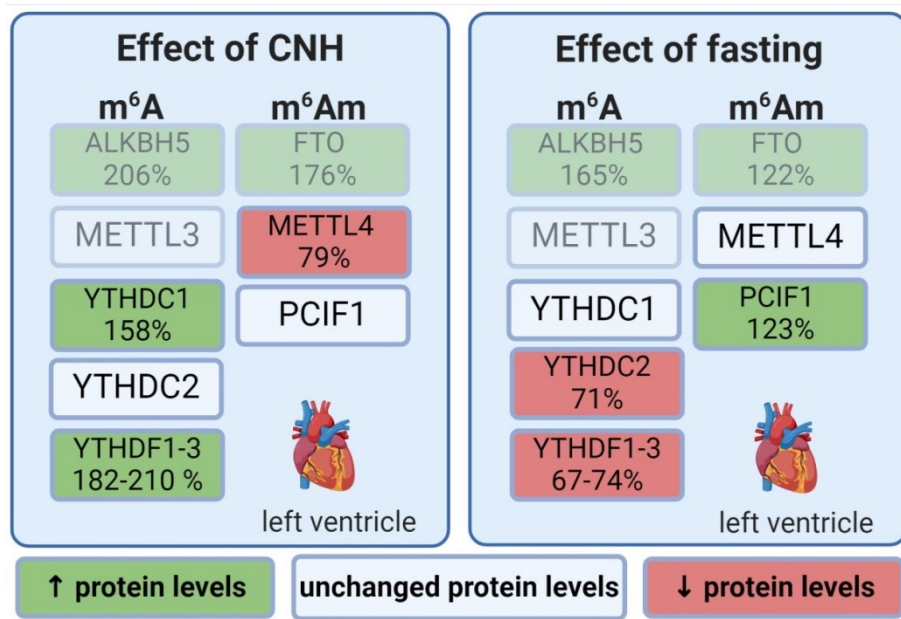 Effect of CNH
m⁶A
m⁶Am
ALKBH5
206%
FTO
176%
METTL3
METTL4
79%
YTHDC1
158%
PCIF1
YTHDC2
YTHDF1-3
182-210 %
left ventricle
Effect of fasting
m⁶A
m⁶Am
ALKBH5
165%
FTO
122%
METTL3
METTL4
YTHDC1
PCIF1
123%
YTHDC2
71%
YTHDF1-3
67-74%
left ventricle
↑ protein levels
unchanged protein levels
↓ protein levels